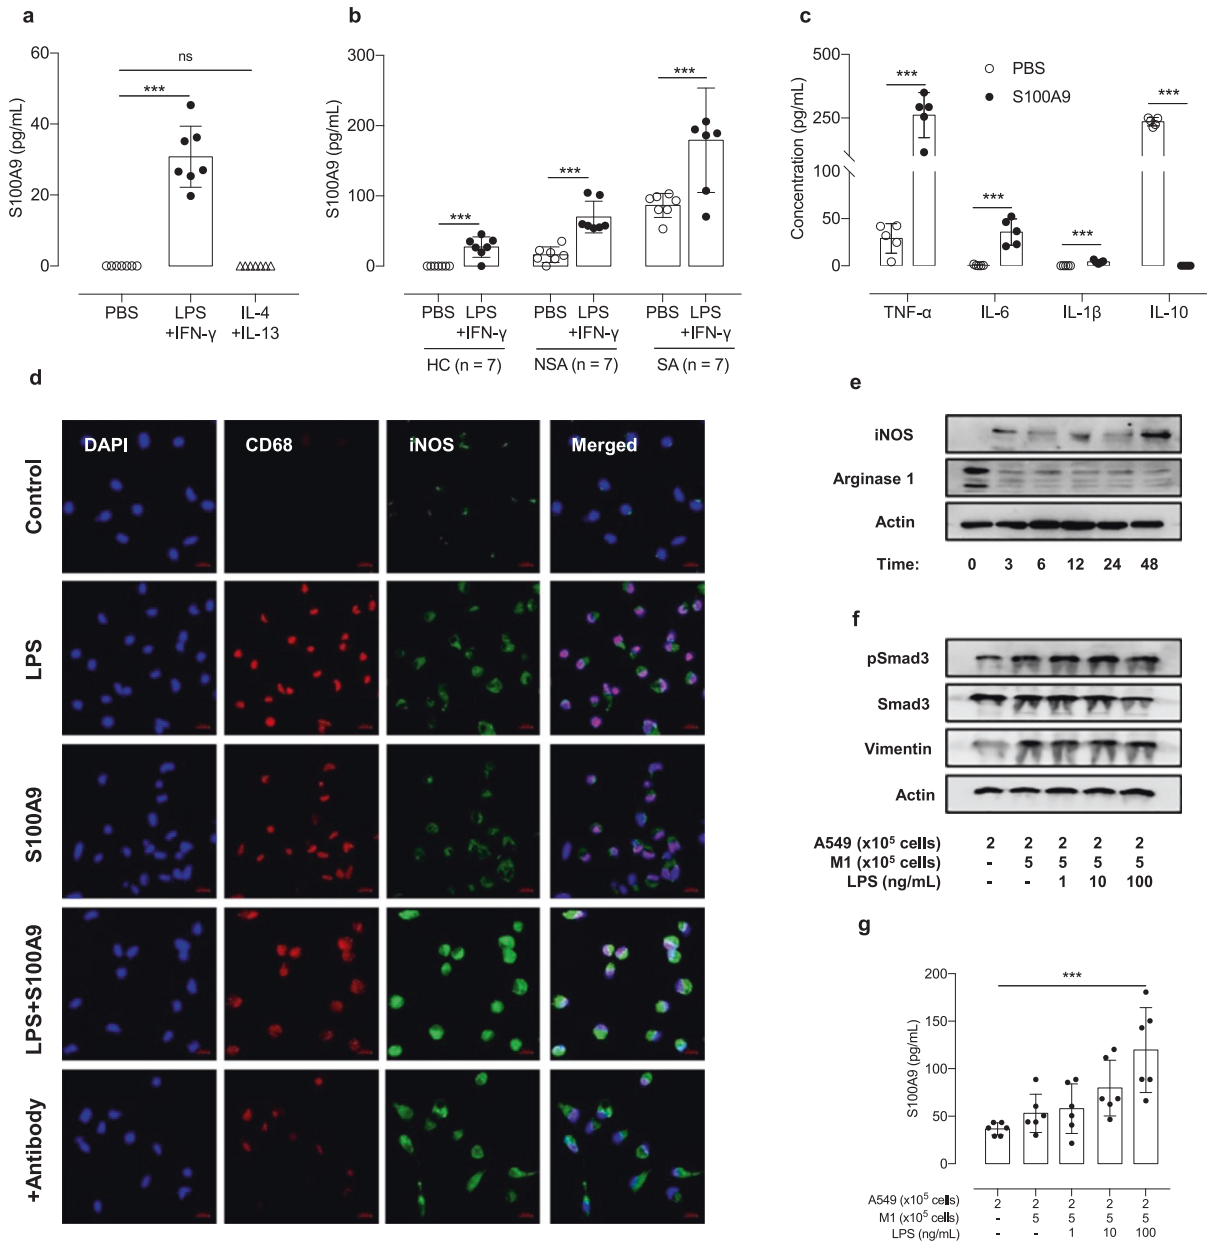 a
S100A9 (pg/mL)
60
40
20
0
ns
***
PBS
LPS
+IFN-γ
IL-4
+IL-13
b
S100A9 (pg/mL)
300
200
100
0
***
***
***
PBS LPS
+IFN-γ
PBS LPS
+IFN-γ
PBS LPS
+IFN-γ
HC (n = 7)
NSA (n = 7)
SA (n = 7)
c
Concentration (pg/mL)
500
250
100
50
0
PBS
S100A9
***
***
***
***
TNF-α IL-6 IL-1β IL-10
d
DAPI CD68 iNOS Merged
Control
LPS
S100A9
LPS+S100A9
+Antibody
e
iNOS
Arginase 1
Actin
Time: 0 3 6 12 24 48
f
pSmad3
Smad3
Vimentin
Actin
A549 (x10⁵ cells) 2 2 2 2 2
M1 (x10⁵ cells) - 5 5 5 5
LPS (ng/mL) - - 1 10 100
g
S100A9 (pg/mL)
200
150
100
50
0
***
A549 (x10⁵ cells) 2 2 2 2 2
M1 (x10⁵ cells) - 5 5 5 5
LPS (ng/mL) - - 1 10 100